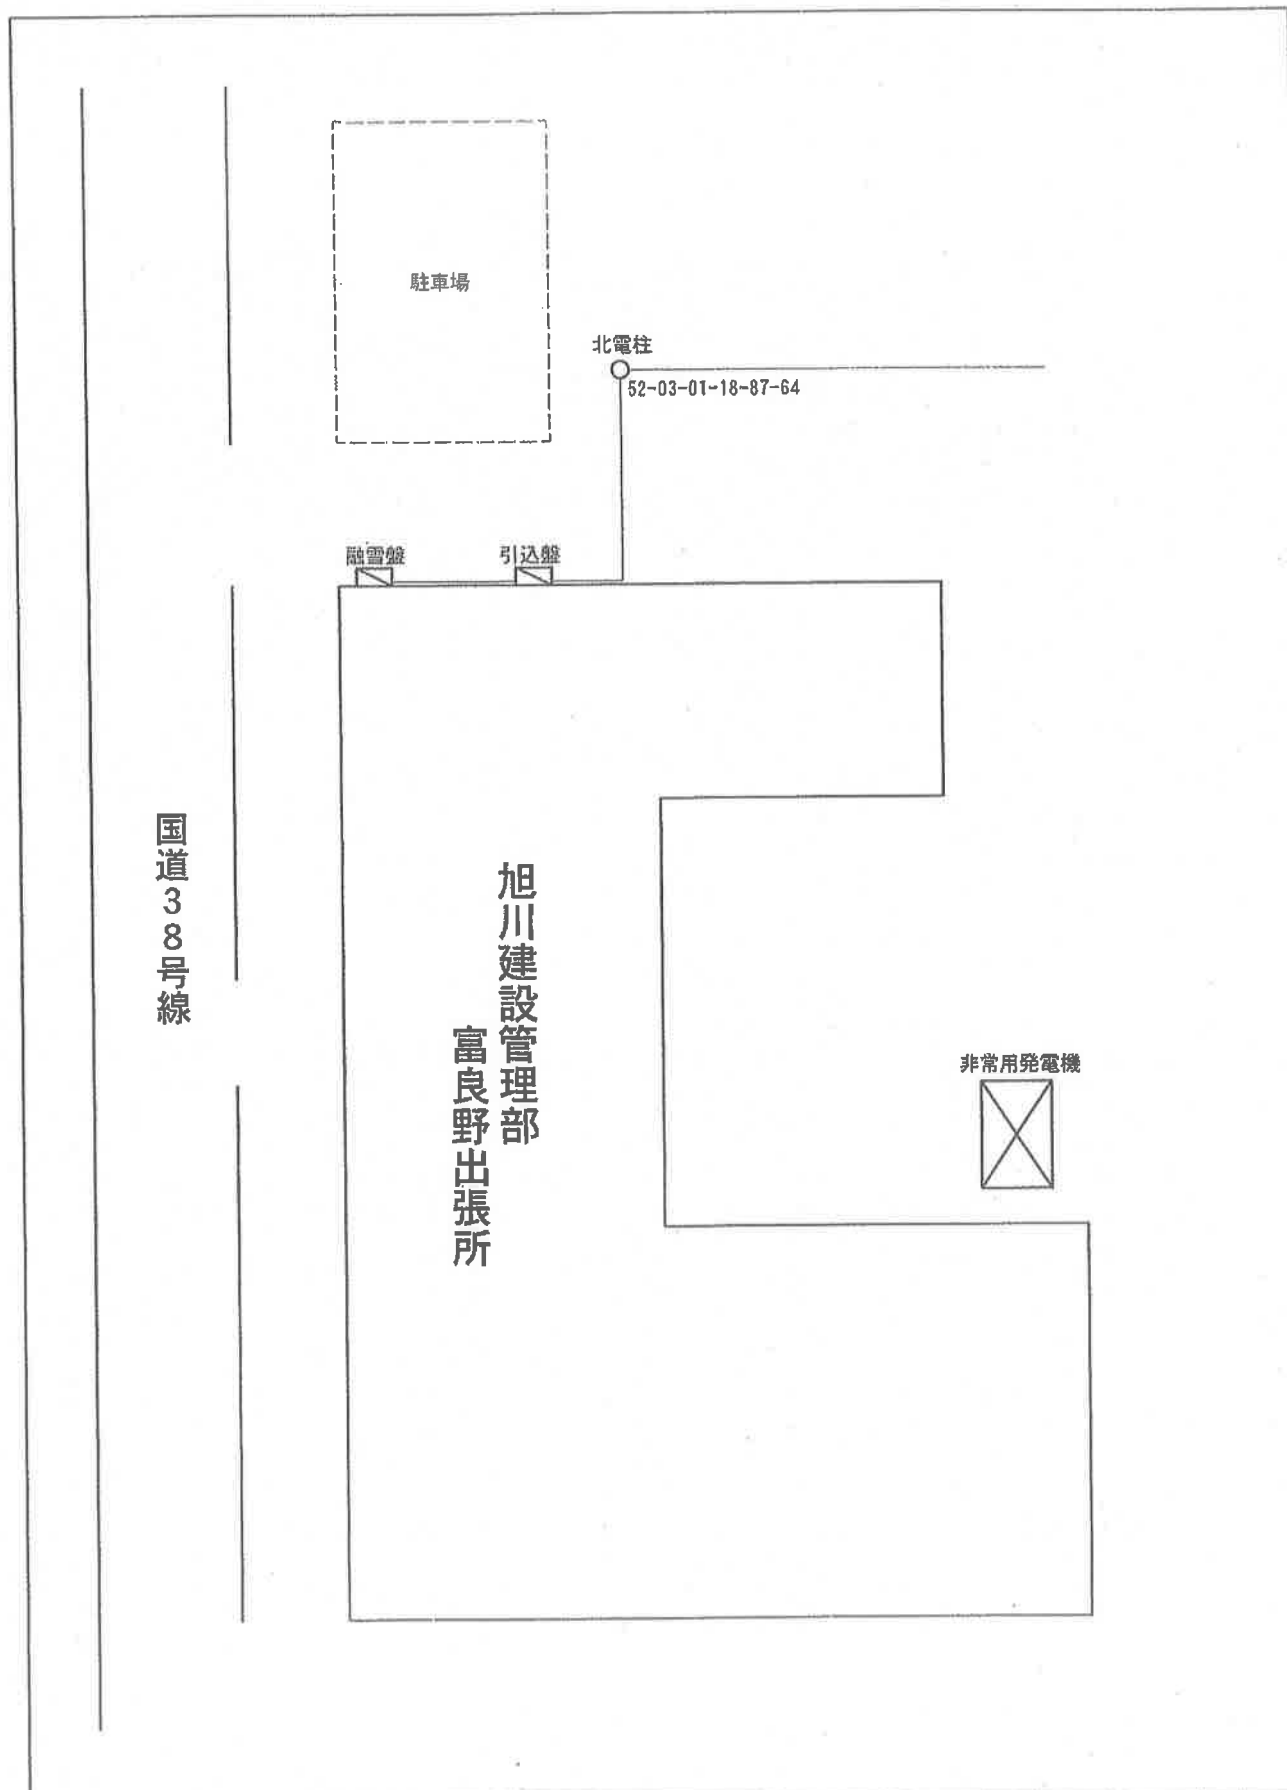 駐車場
北電柱
52-03-01-18-87-64
融雪盤
引込盤
国道38号線
旭川建設管理部
富良野出張所
非常用発電機